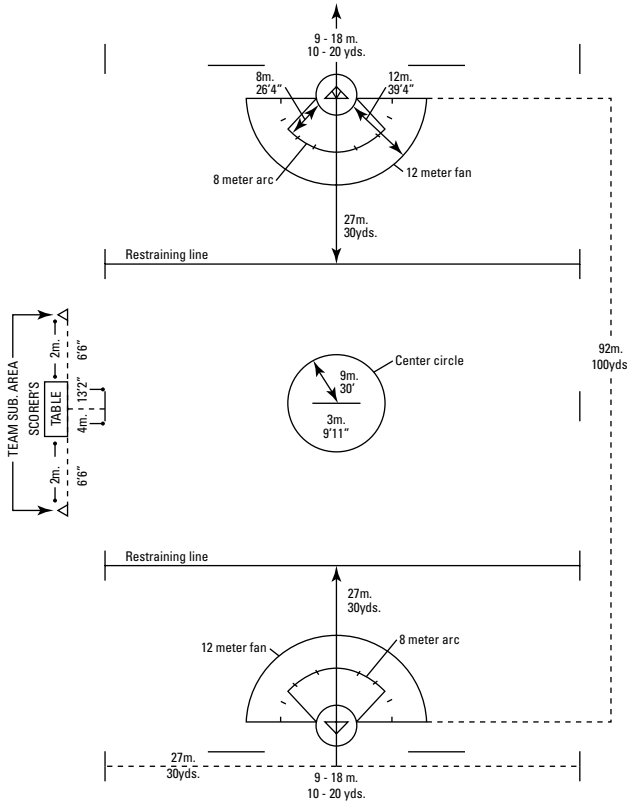 9 - 18 m.
10 - 20 yds.
8m.
26'4"
12m.
39'4"
8 meter arc
12 meter fan
27m.
30yds.
Restraining line
TEAM SUB. AREA
SCORER'S
TABLE
2m.
6'6"
13'2"
4m.
2m.
6'6"
Center circle
9m.
30'
3m.
9'11"
92m.
100yds
Restraining line
27m.
30yds.
12 meter fan
8 meter arc
27m.
30yds.
9 - 18 m.
10 - 20 yds.